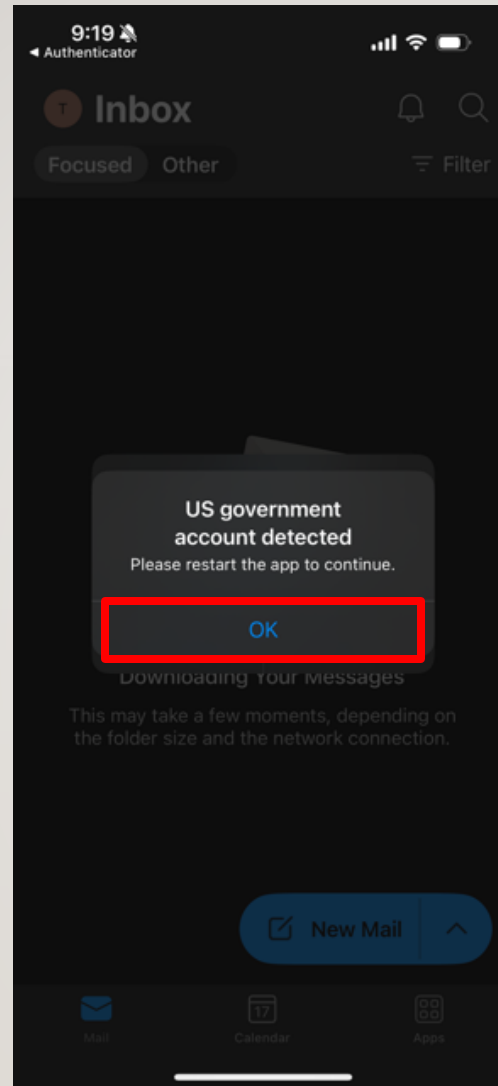 9:19
◀ Authenticator
T
Inbox
Focused
Other
Filter
US government
account detected
Please restart the app to continue.
OK
Downloading Your Messages
This may take a few moments, depending on
the folder size and the network connection.
New Mail
17
Mail
Calendar
Apps